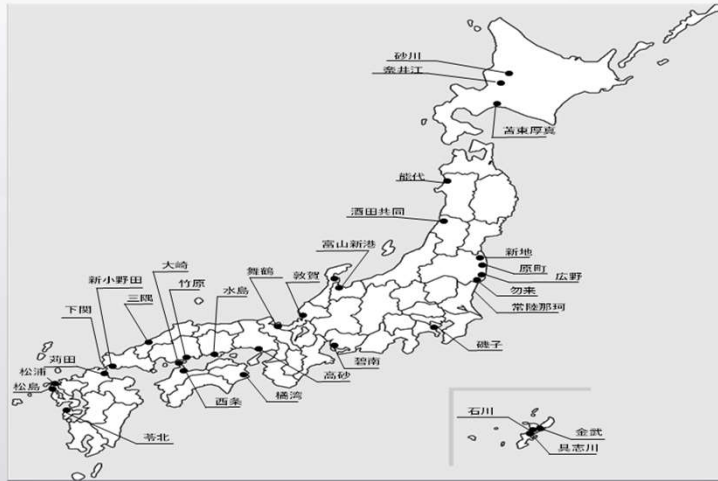 砂川
奈井江
苫東厚真
能代
酒田共同
富山新港
新地
原町
広野
勿来
常陸那珂
磯子
大崎
新小野田
竹原
舞鶴
敦賀
三隅
水島
下関
苅田
松浦
松島
碧南
高砂
橘湾
西条
苓北
石川
金武
具志川